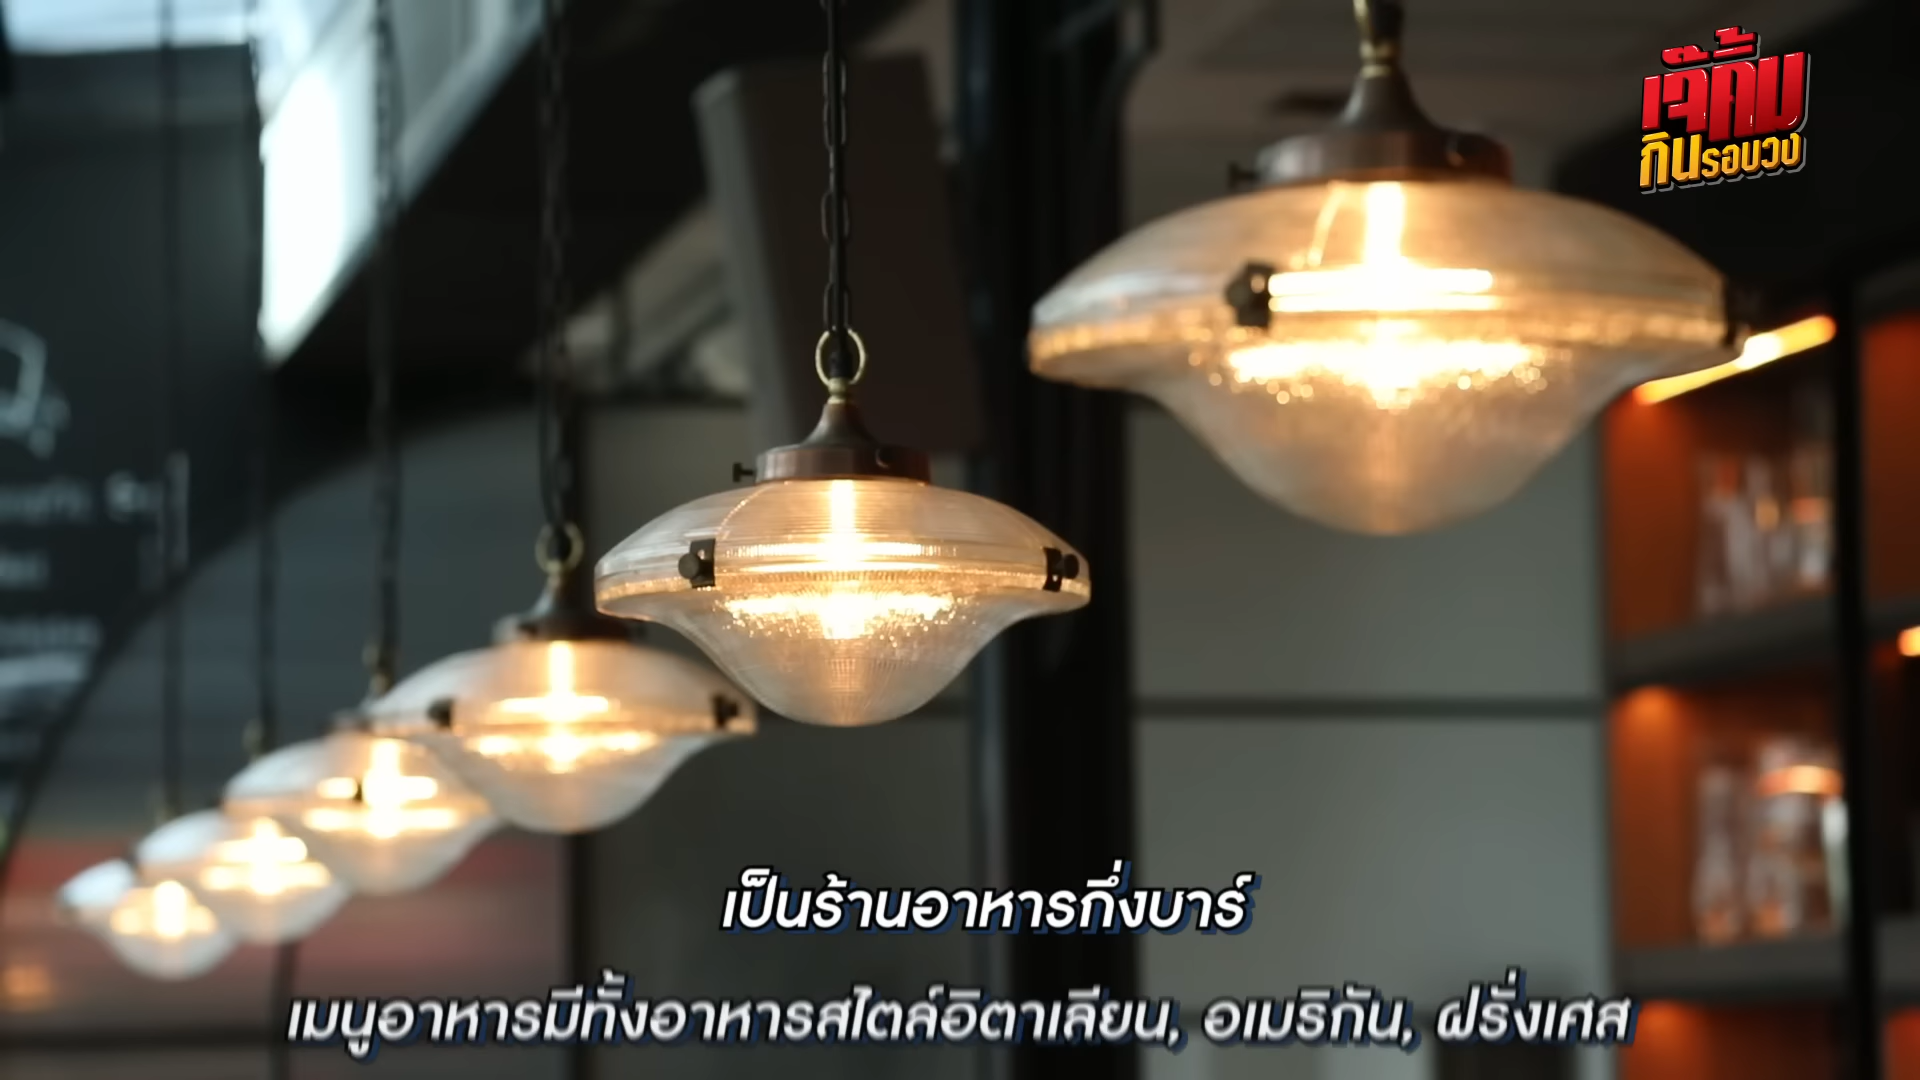 เจ๊คิ้ม
กินรอบวง
เป็นร้านอาหารกึ่งบาร์
เมนูอาหารมีทั้งอาหารสไตล์อิตาเลียน, อเมริกัน, ฝรั่งเศส